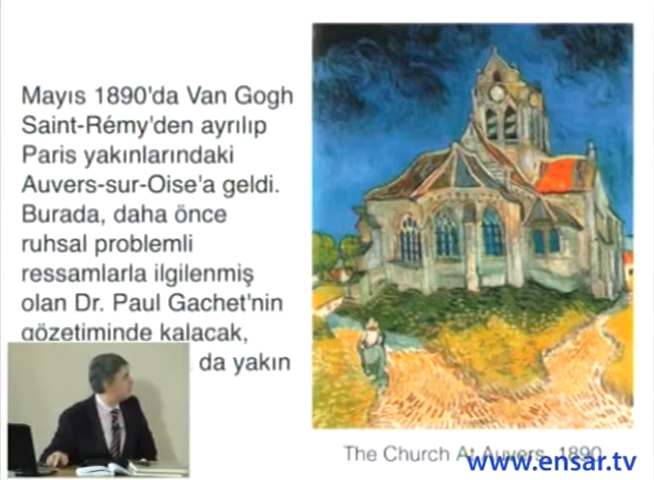 Mayıs 1890'da Van Gogh
Saint-Rémy'den ayrılıp
Paris yakınlarındaki
Auvers-sur-Oise'a geldi.
Burada, daha önce
ruhsal problemli
ressamlarla ilgilenmiş
olan Dr. Paul Gachet'nin
gözetiminde kalacak,
da yakın
The Church At Auvers, 1890
www.ensar.tv